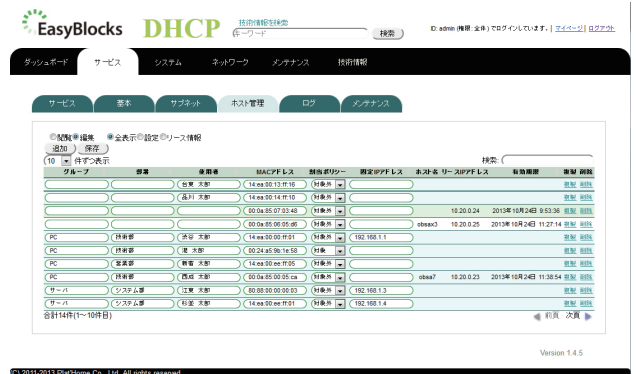 EasyBlocks DHCP 技術情報を検索
キーワード 検索
ID: admin (権限: 全体) でログインしています。| マイページ | ログアウト
ダッシュボード サービス システム ネットワーク メンテナンス 技術情報
サービス 基本 サブネット ホスト管理 ログ メンテナンス
閲覧 編集 全表示 設定 リース情報
追加 保存
10 件ずつ表示 検索:
グループ 部署 使用者 MACアドレス 割当ポリシー 固定IPアドレス ホスト名 リースIPアドレス 有効期限 複製 削除
台東 太郎 14:ea:00:13:ff:16 対象外 複製 削除
品川 太郎 14:ea:00:14:ff:10 対象外 複製 削除
00:0a:85:07:03:48 対象外 10.20.0.24 2013年10月24日 9:53:36 複製 削除
00:0a:85:06:05:d6 対象外 obsax3 10.20.0.25 2013年10月24日 11:27:14 複製 削除
PC 技術部 渋谷 太郎 14:ea:00:00:ff:01 対象外 192.168.1.1 複製 削除
PC 技術部 港 太郎 00:24:a5:9b:1e:58 対象 複製 削除
PC 営業部 新宿 太郎 14:ea:00:ee:ff:05 対象外 複製 削除
PC 技術部 西成 太郎 00:0a:85:00:05:ca 対象外 obsa7 10.20.0.23 2013年10月24日 11:38:54 複製 削除
サーバ システム部 江東 太郎 80:88:00:00:00:03 対象外 192.168.1.3 複製 削除
サーバ システム部 杉並 太郎 14:ea:00:ee:ff:01 対象外 192.168.1.4 複製 削除
合計14件(1～10件目) 前頁 次頁
Version 1.4.5
(C) 2011-2013 Plat'Home Co., Ltd. All rights reserved.